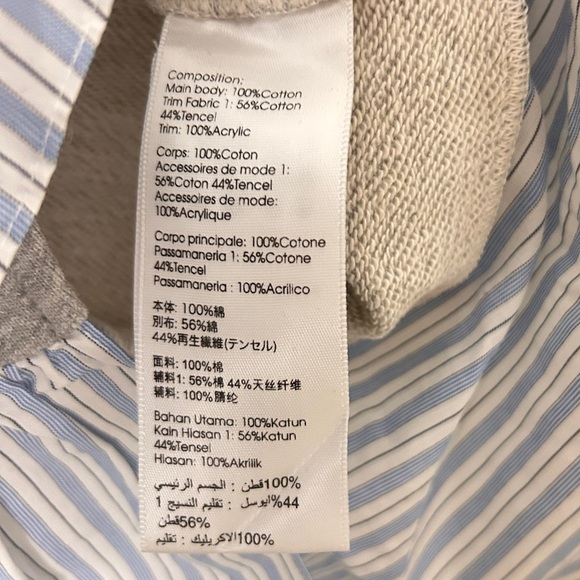 Composition:
Main body: 100%Cotton
Trim Fabric 1: 56%Cotton
44%Tencel
Trim: 100%Acrylic
Corps: 100%Coton
Accessoires de mode 1:
56%Coton 44%Tencel
Accessoires de mode:
100%Acrylique
Corpo principale: 100%Cotone
Passamaneria 1: 56%Cotone
44%Tencel
Passamaneria : 100%Acrilico
本体: 100%綿
別布: 56%綿
44%再生繊維(テンセル)
面料: 100%棉
辅料1: 56%棉 44%天丝纤维
辅料: 100%腈纶
Bahan Utama: 100%Katun
Kain Hiasan 1: 56%Katun
44%Tensel
Hiasan: 100%Akrilik
100%قطن : الجسم الرئيسي
44%ايوسل : تقليم النسيج 1
56%قطن
100%الاكريليك : تقليم